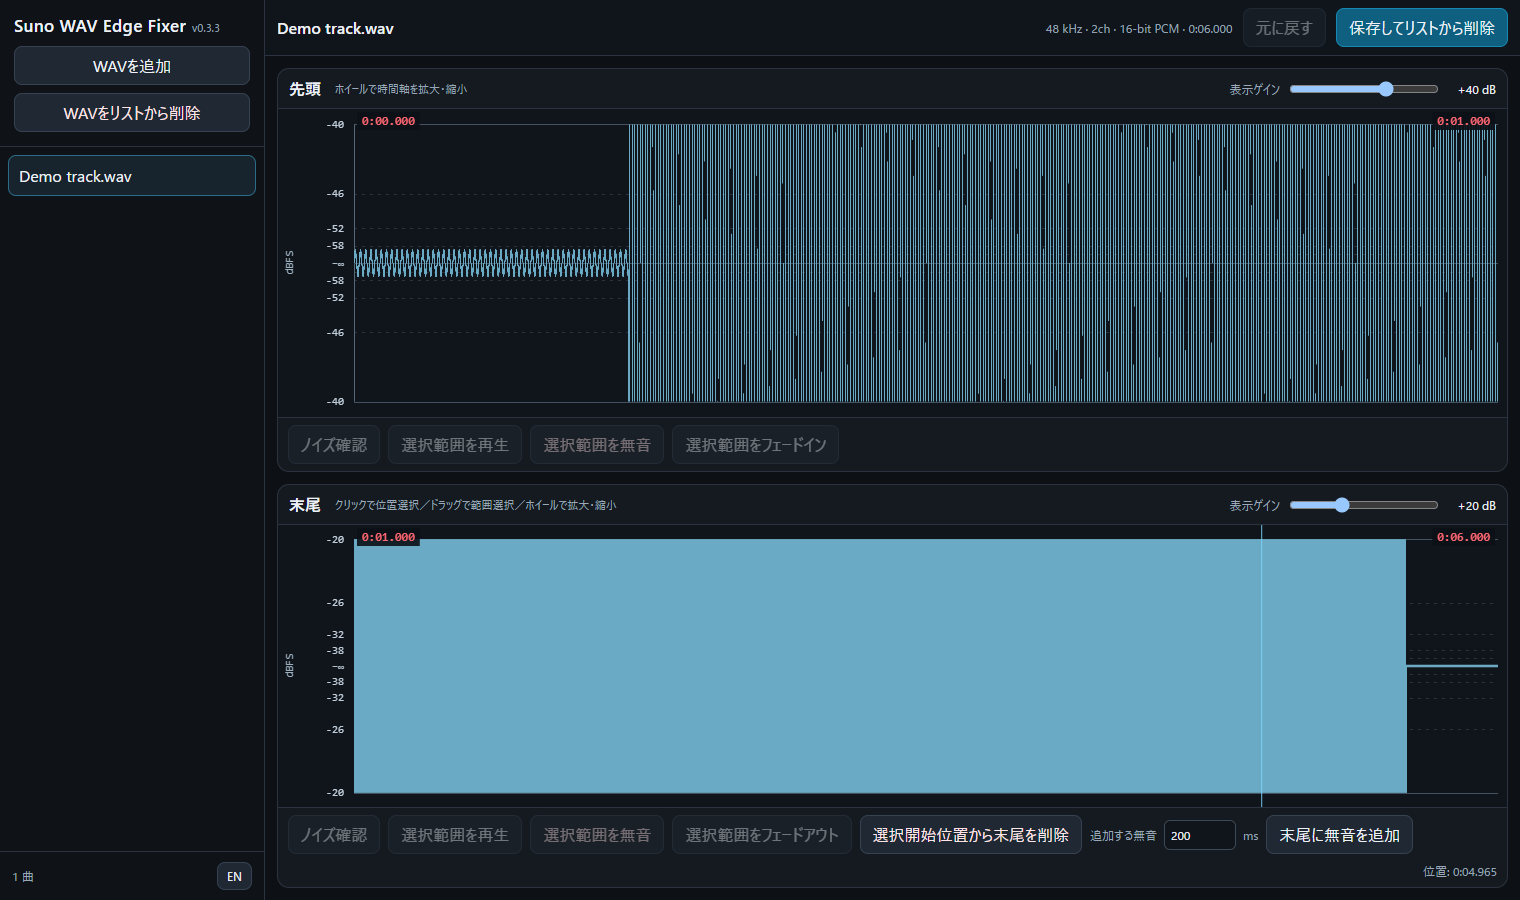 Suno WAV Edge Fixer v0.3.3
WAVを追加
WAVをリストから削除
Demo track.wav
1 曲
EN
Demo track.wav
48 kHz · 2ch · 16-bit PCM · 0:06.000
元に戻す
保存してリストから削除
先頭
ホイールで時間軸を拡大・縮小
表示ゲイン
+40 dB
0:00.000
0:01.000
dBFS
-40
-46
-52
-58
-∞
-58
-52
-46
-40
ノイズ確認
選択範囲を再生
選択範囲を無音
選択範囲をフェードイン
末尾
クリックで位置選択／ドラッグで範囲選択／ホイールで拡大・縮小
表示ゲイン
+20 dB
0:01.000
0:06.000
dBFS
-20
-26
-32
-38
-∞
-38
-32
-26
-20
ノイズ確認
選択範囲を再生
選択範囲を無音
選択範囲をフェードアウト
選択開始位置から末尾を削除
追加する無音
200
ms
末尾に無音を追加
位置: 0:04.965